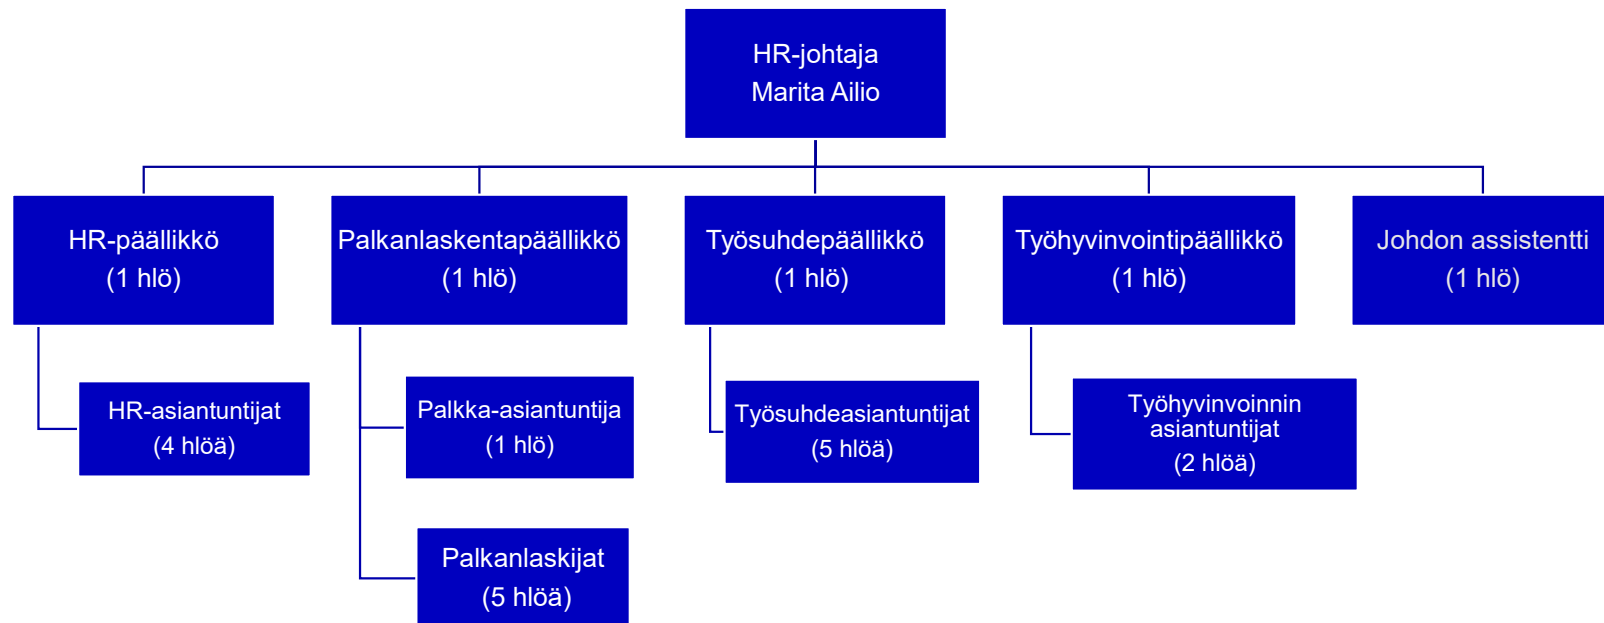 HR-johtaja
Marita Ailio
HR-päällikkö
(1 hlö)
Palkanlaskentapäällikkö
(1 hlö)
Työsuhdepäällikkö
(1 hlö)
Työhyvinvointipäällikkö
(1 hlö)
Johdon assistentti
(1 hlö)
HR-asiantuntijat
(4 hlöä)
Palkka-asiantuntija
(1 hlö)
Työsuhdeasiantuntijat
(5 hlöä)
Työhyvinvoinnin
asiantuntijat
(2 hlöä)
Palkanlaskijat
(5 hlöä)